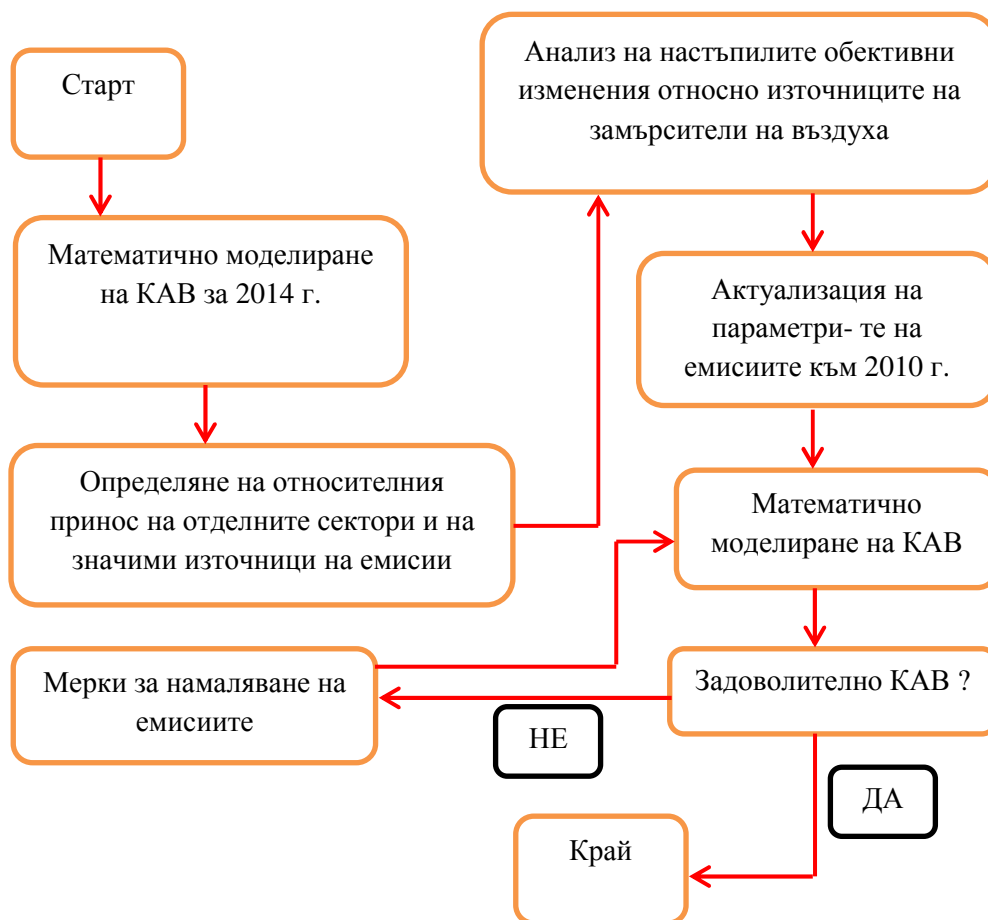 Старт
Математично моделиране
на КАВ за 2014 г.
Определяне на относителния
принос на отделните сектори и на
значими източници на емисии
Анализ на настъпилите обективни
изменения относно източниците на
замърсители на въздуха
Актуализация на
параметри- те на
емисиите към 2010 г.
Математично
моделиране на КАВ
Задоволително КАВ ?
Мерки за намаляване на
емисиите
НЕ
ДА
Край